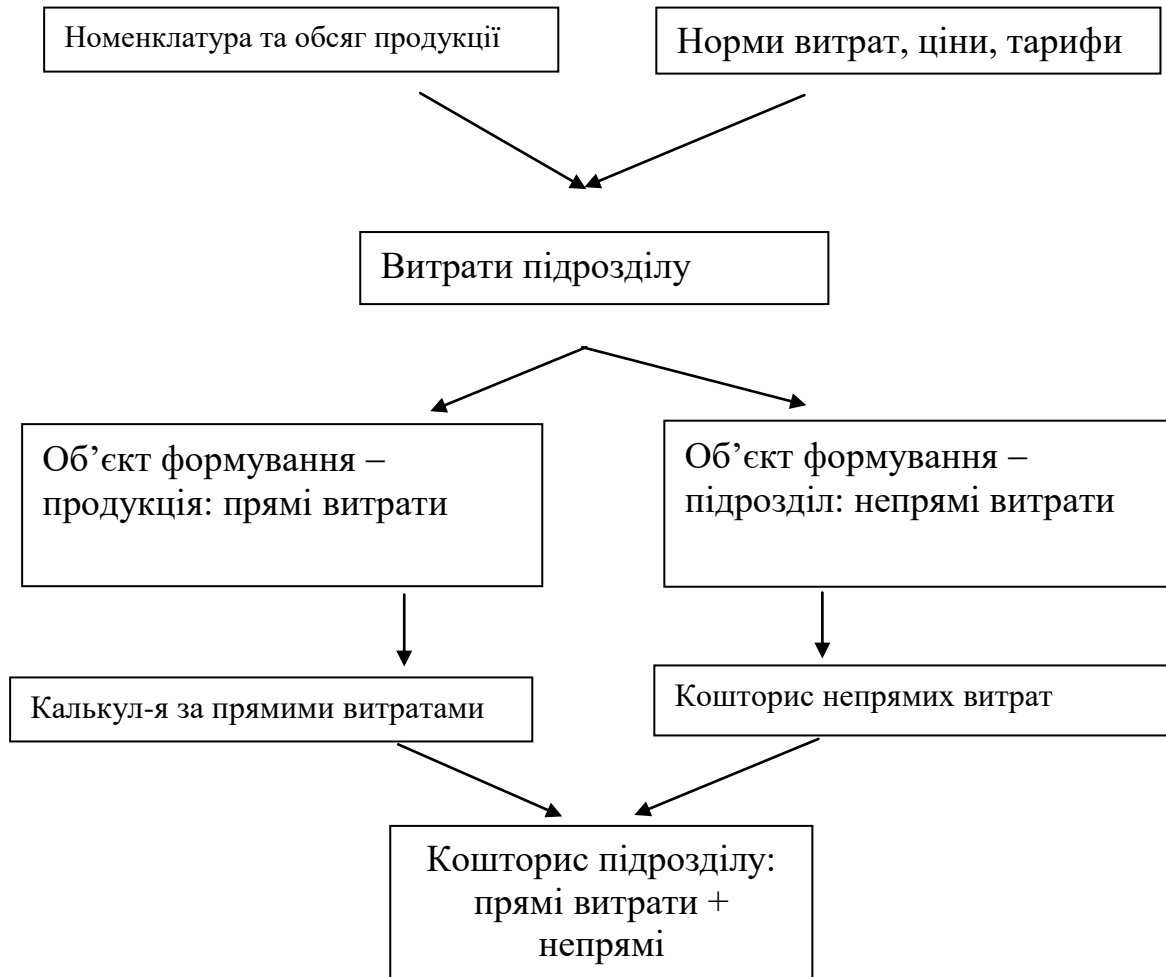 Номенклатура та обсяг продукції
Норми витрат, ціни, тарифи
Витрати підрозділу
Об’єкт формування –
продукція: прямі витрати
Об’єкт формування –
підрозділ: непрямі витрати
Калькул-я за прямими витратами
Кошторис непрямих витрат
Кошторис підрозділу:
прямі витрати +
непрямі